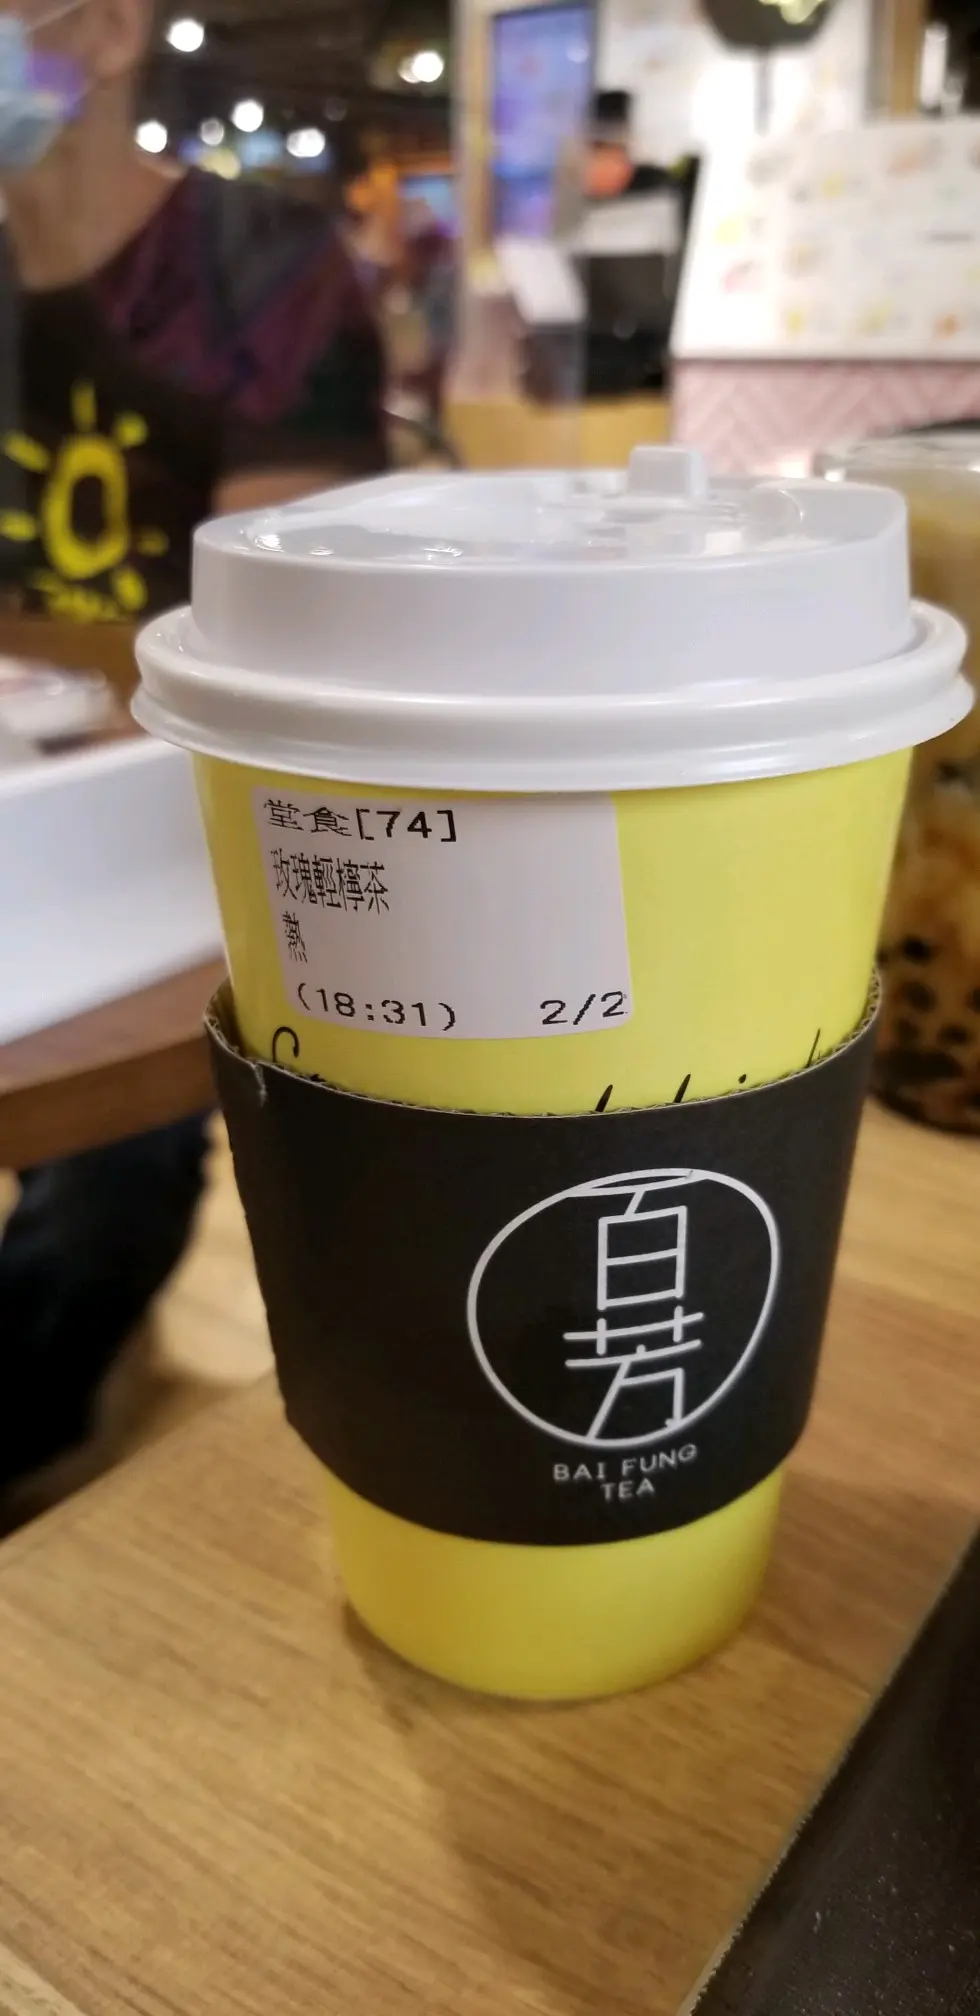 堂食[74]
玫瑰輕檸茶
熱
(18:31) 2/2
百芳
BAI FUNG
TEA